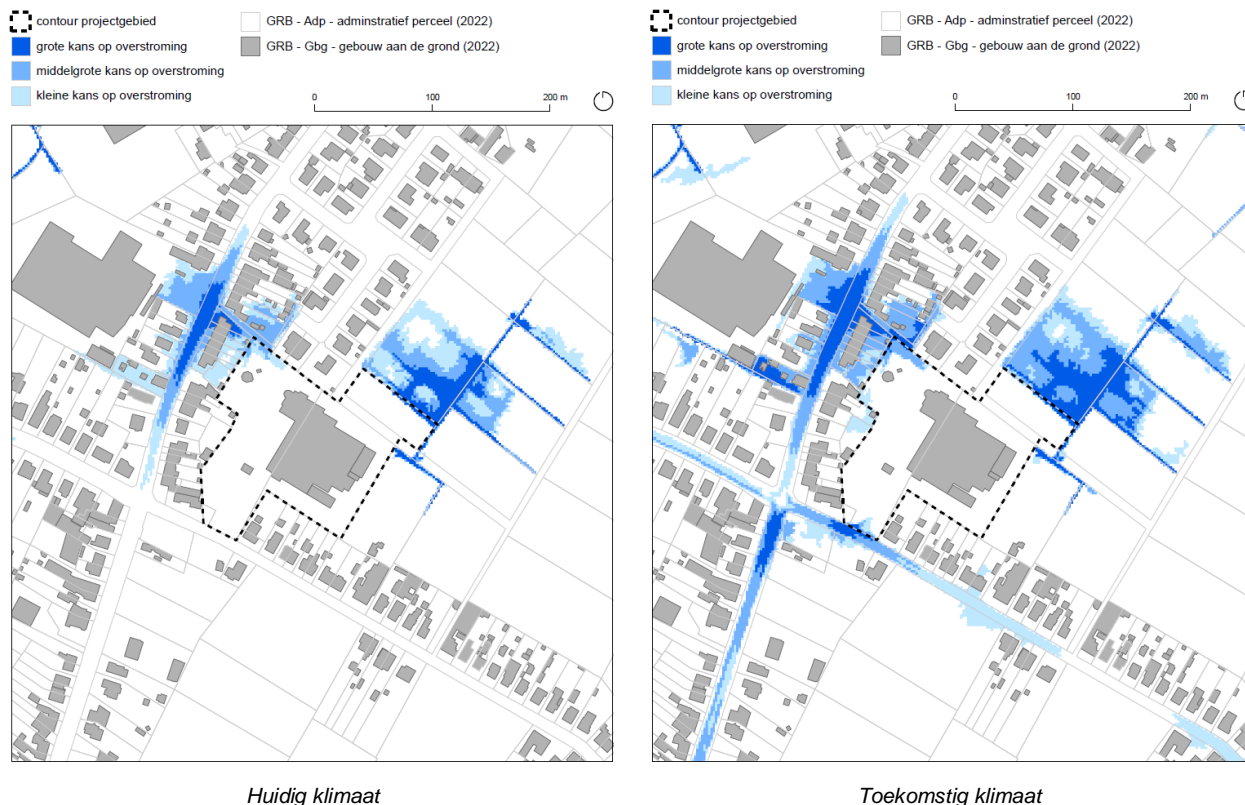 contour projectgebied
grote kans op overstroming
middelgrote kans op overstroming
kleine kans op overstroming
GRB - Adp - adminstratief perceel (2022)
GRB - Gbg - gebouw aan de grond (2022)
0 100 200 m
contour projectgebied
grote kans op overstroming
middelgrote kans op overstroming
kleine kans op overstroming
GRB - Adp - adminstratief perceel (2022)
GRB - Gbg - gebouw aan de grond (2022)
0 100 200 m
Huidig klimaat
Toekomstig klimaat